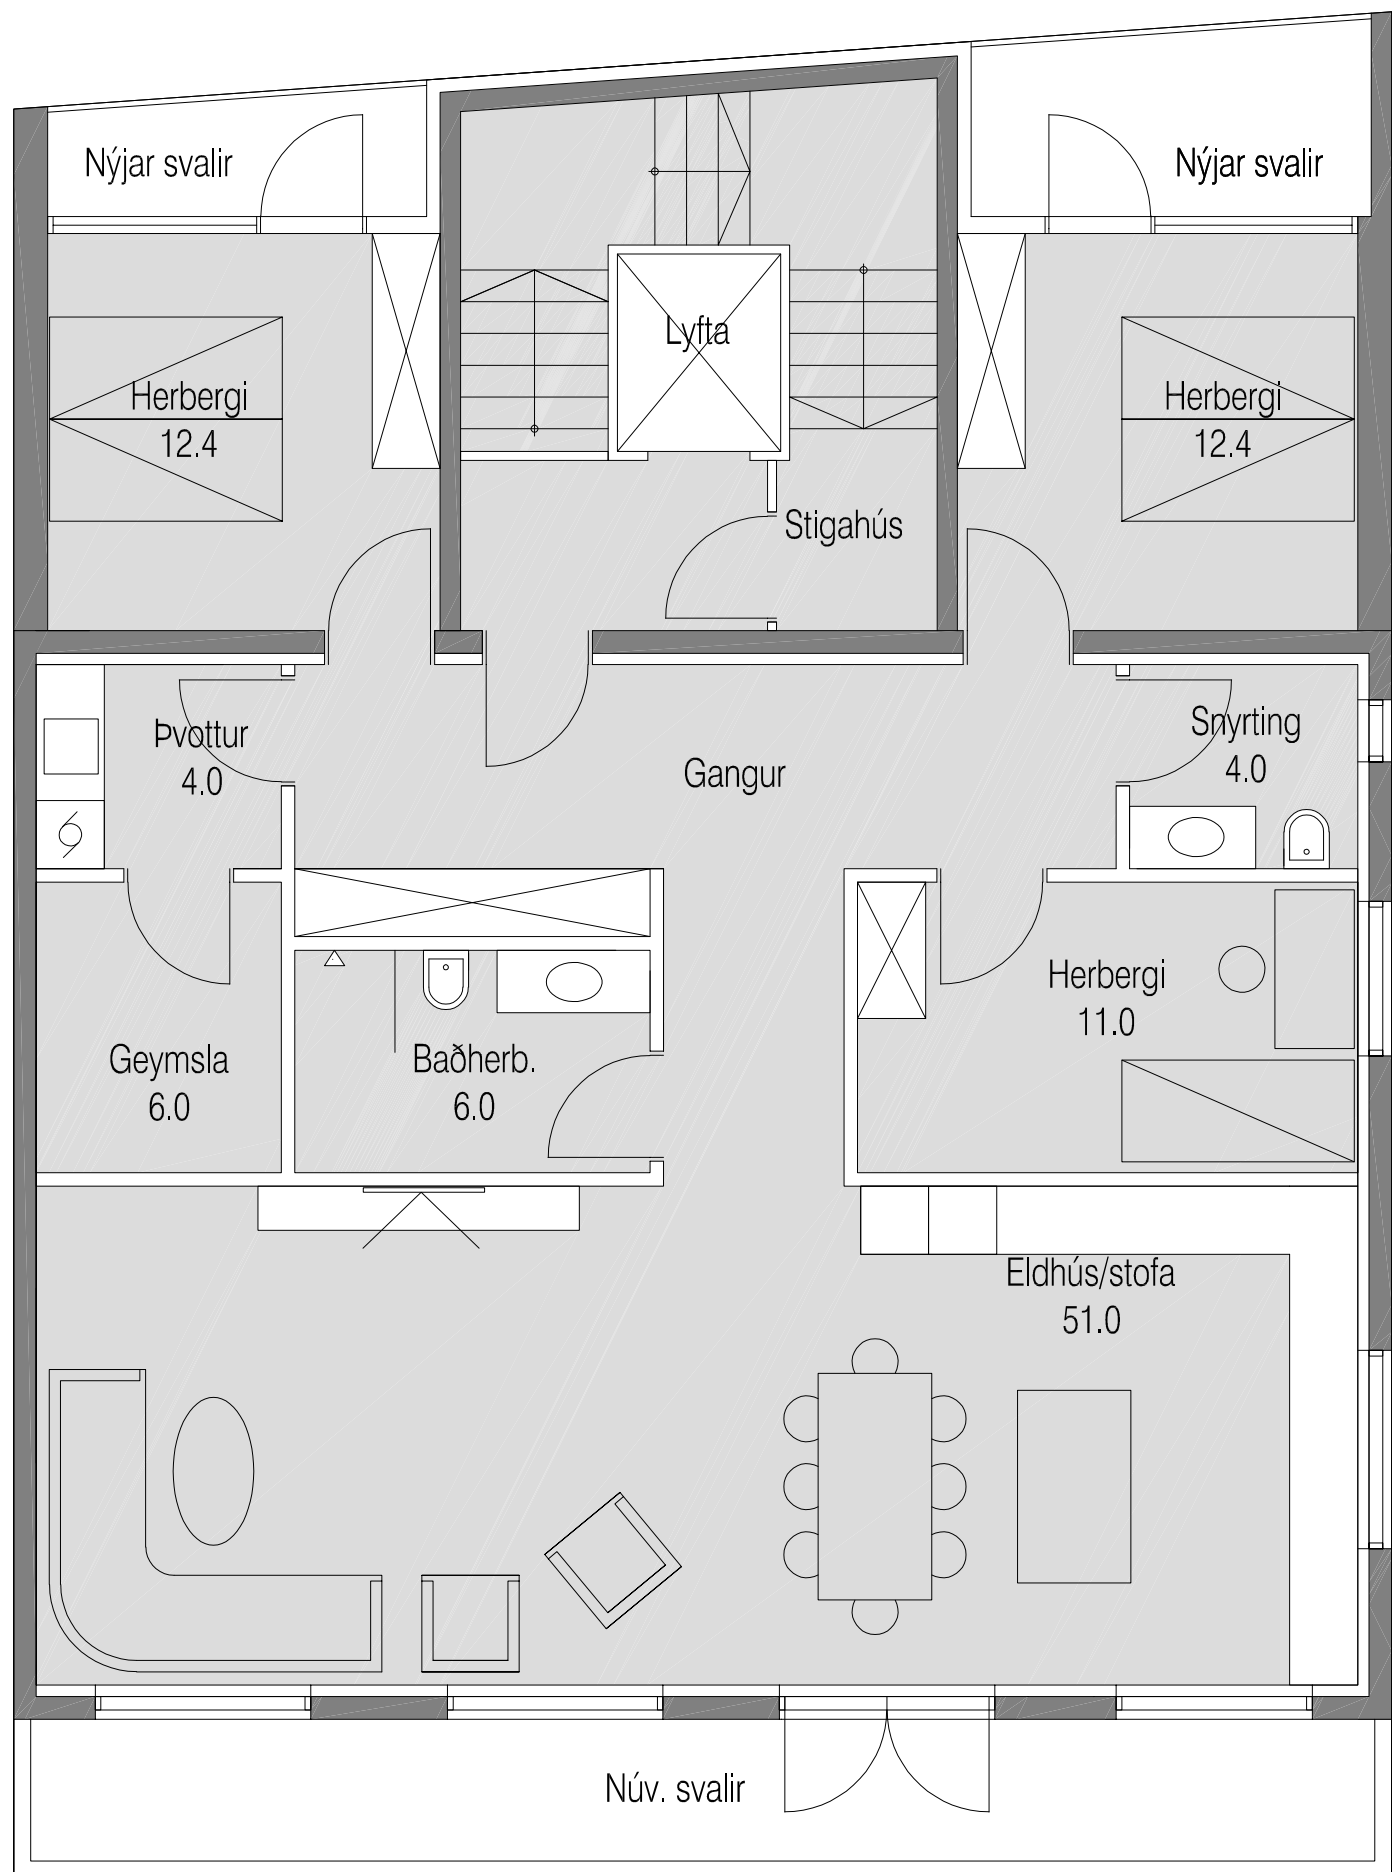 Nýjar svalir
Nýjar svalir
Lyfta
Herbergi
12.4
Herbergi
12.4
Stigahús
Þvottur
4.0
Gangur
Snyrting
4.0
Geymsla
6.0
Baðherb.
6.0
Herbergi
11.0
Eldhús/stofa
51.0
Núv. svalir